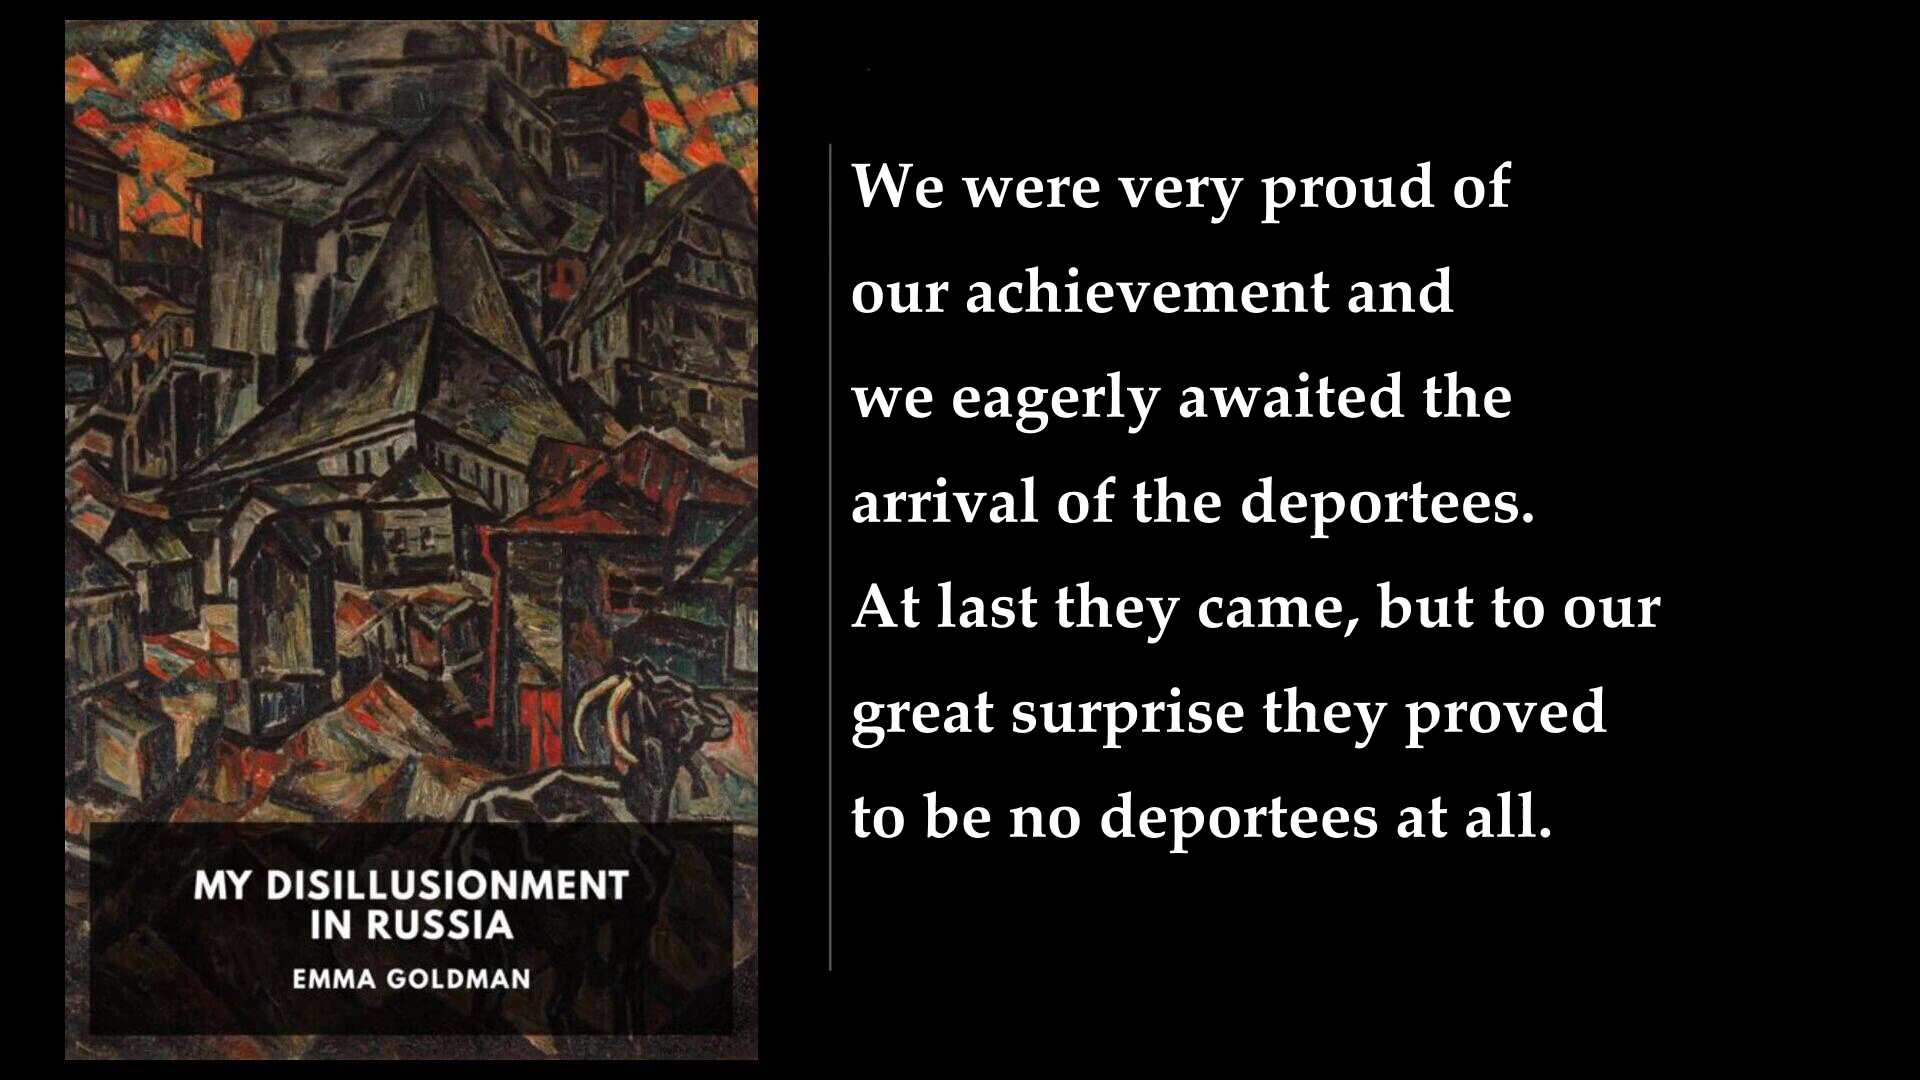 MY DISILLUSIONMENT
IN RUSSIA
EMMA GOLDMAN
We were very proud of
our achievement and
we eagerly awaited the
arrival of the deportees.
At last they came, but to our
great surprise they proved
to be no deportees at all.